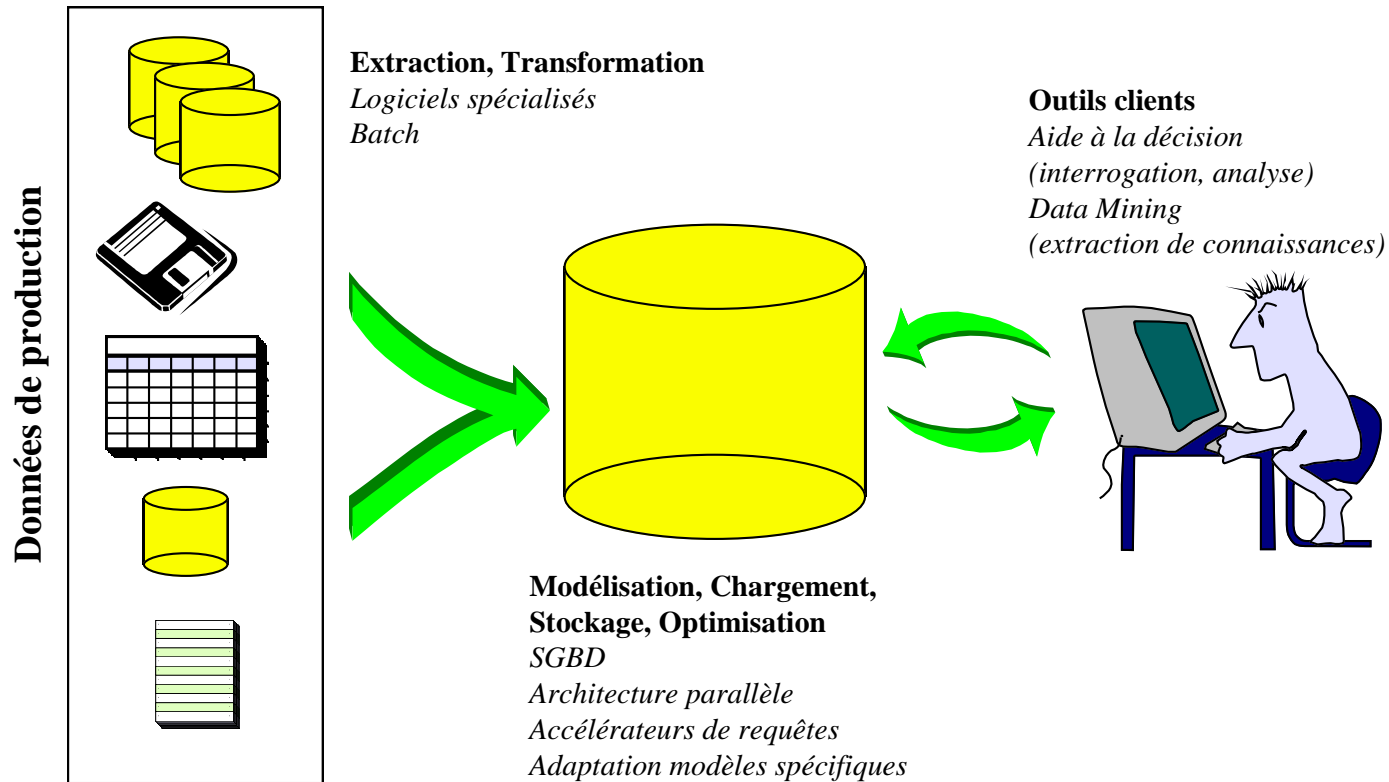 Données de production
Extraction, Transformation
Logiciels spécialisés
Batch
Outils clients
Aide à la décision
(interrogation, analyse)
Data Mining
(extraction de connaissances)
Modélisation, Chargement,
Stockage, Optimisation
SGBD
Architecture parallèle
Accélérateurs de requêtes
Adaptation modèles spécifiques